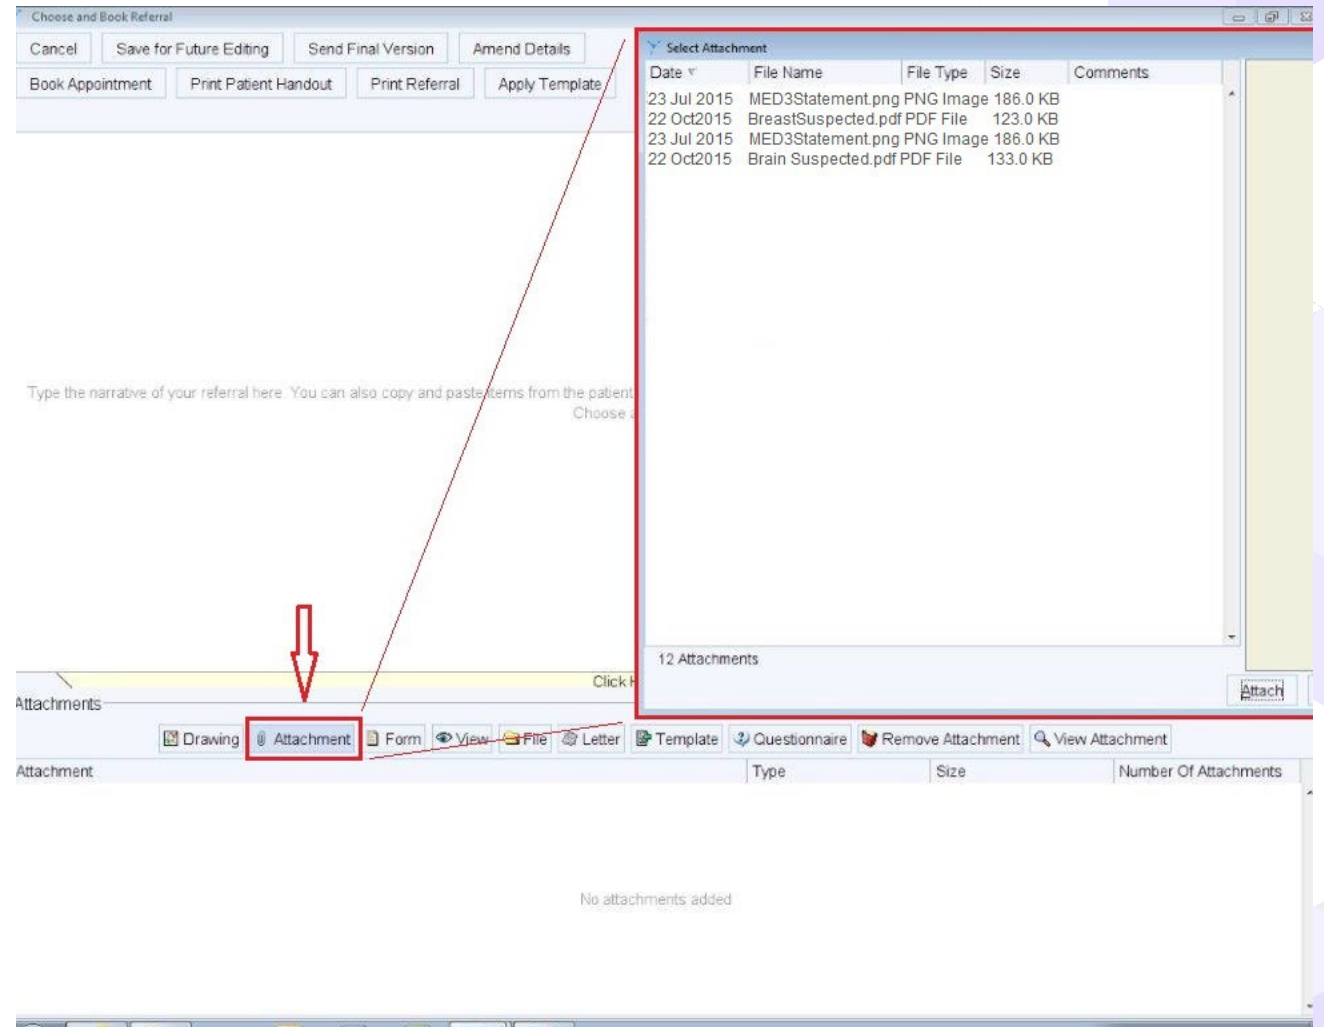 Choose and Book Referral
Cancel Save for Future Editing Send Final Version Amend Details
Book Appointment Print Patient Handout Print Referral Apply Template
Select Attachment
Date File Name File Type Size Comments
23 Jul 2015 MED3Statement.png PNG Image 186.0 KB
22 Oct2015 BreastSuspected.pdf PDF File 123.0 KB
23 Jul 2015 MED3Statement.png PNG Image 186.0 KB
22 Oct2015 Brain Suspected.pdf PDF File 133.0 KB
Type the narrative of your referral here. You can also copy and paste items from the patient
Choose
12 Attachments
Click
Attach
Attachments
Drawing Attachment Form View File Letter Template Questionnaire Remove Attachment View Attachment
Attachment Type Size Number Of Attachments
No attachments added